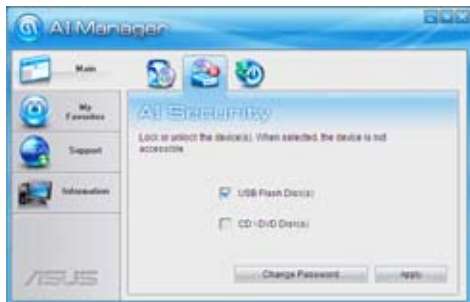 AI Manager
Main
My
Favorites
Support
Information
AI Security
Lock or unlock the device(s). When selected, the device is not
accessible
USB Flash Disk(s)
CD\DVD Disk(s)
Change Password
Apply
ASUS